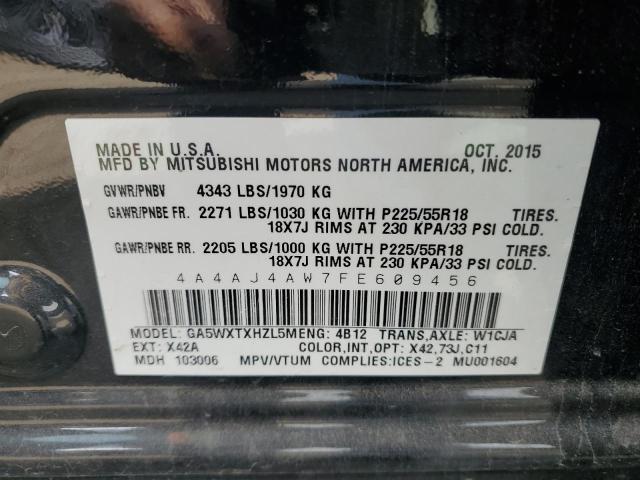 MADE IN U.S.A. OCT, 2015
MFD BY MITSUBISHI MOTORS NORTH AMERICA, INC.
GVWR/PNBV 4343 LBS/1970 KG
GAWR/PNBE FR. 2271 LBS/1030 KG WITH P225/55R18 TIRES.
18X7J RIMS AT 230 KPA/33 PSI COLD.
GAWR/PNBE RR. 2205 LBS/1000 KG WITH P225/55R18 TIRES.
18X7J RIMS AT 230 KPA/33 PSI COLD.
4A4AJ4AW7FE609456
MODEL: GA5WXTXHZL5MENG: 4B12 TRANS,AXLE: W1CJA
EXT: X42A COLOR,INT,OPT: X42,73J,C11
MDH 103006 MPV/VTUM COMPLIES:ICES-2 MU001604